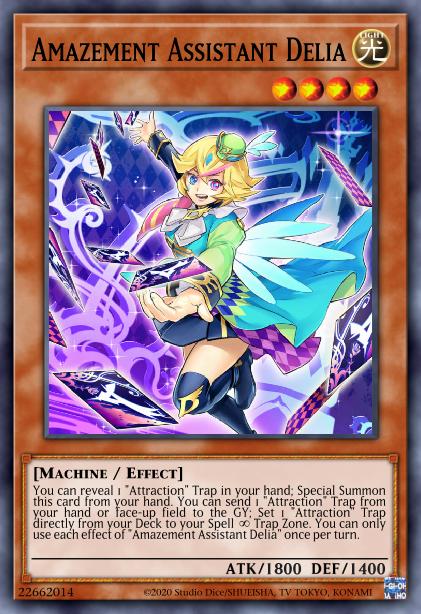 AMAZEMENT ASSISTANT DELIA
LIGHT
光
[MACHINE / EFFECT]
You can reveal 1 "Attraction" Trap in your hand; Special Summon
this card from your hand. You can send 1 "Attraction" Trap from
your hand or face-up field to the GY; Set 1 "Attraction" Trap
directly from your Deck to your Spell ∞ Trap Zone. You can only
use each effect of "Amazement Assistant Delia" once per turn.
ATK/1800 DEF/1400
22662014
©2020 Studio Dice/SHUEISHA, TV TOKYO, KONAMI